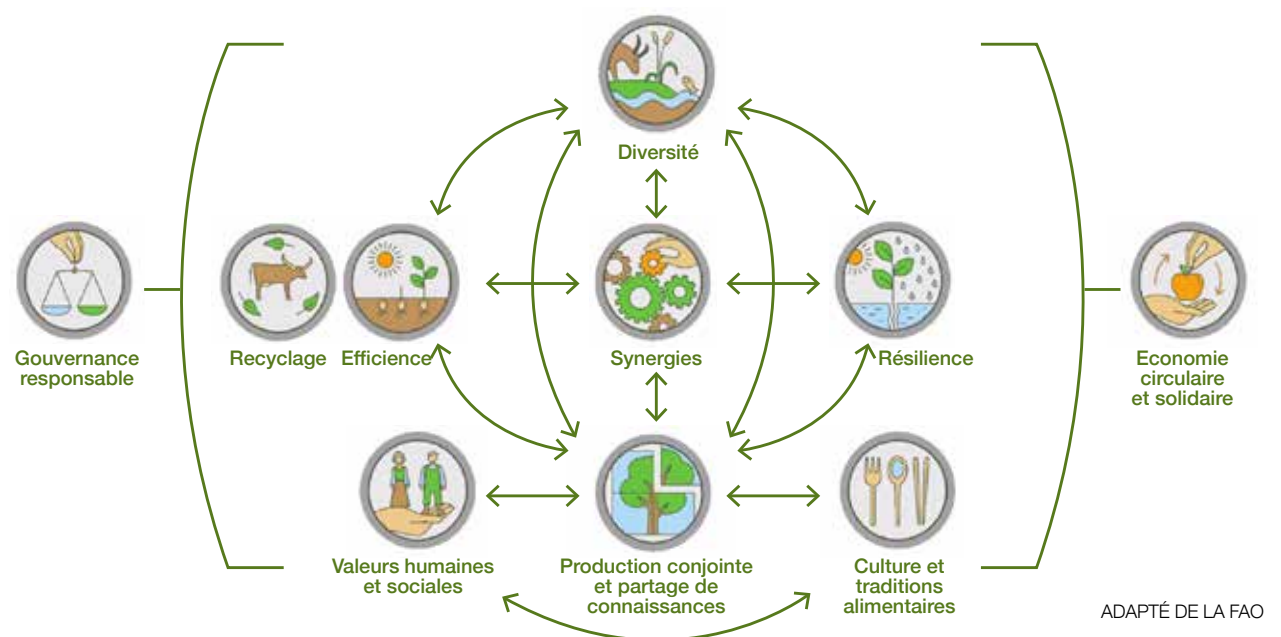 Diversité
Gouvernance
responsable
Recyclage
Efficience
Synergies
Résilience
Economie
circulaire
et solidaire
Valeurs humaines
et sociales
Production conjointe
et partage de
connaissances
Culture et
traditions
alimentaires
ADAPTÉ DE LA FAO